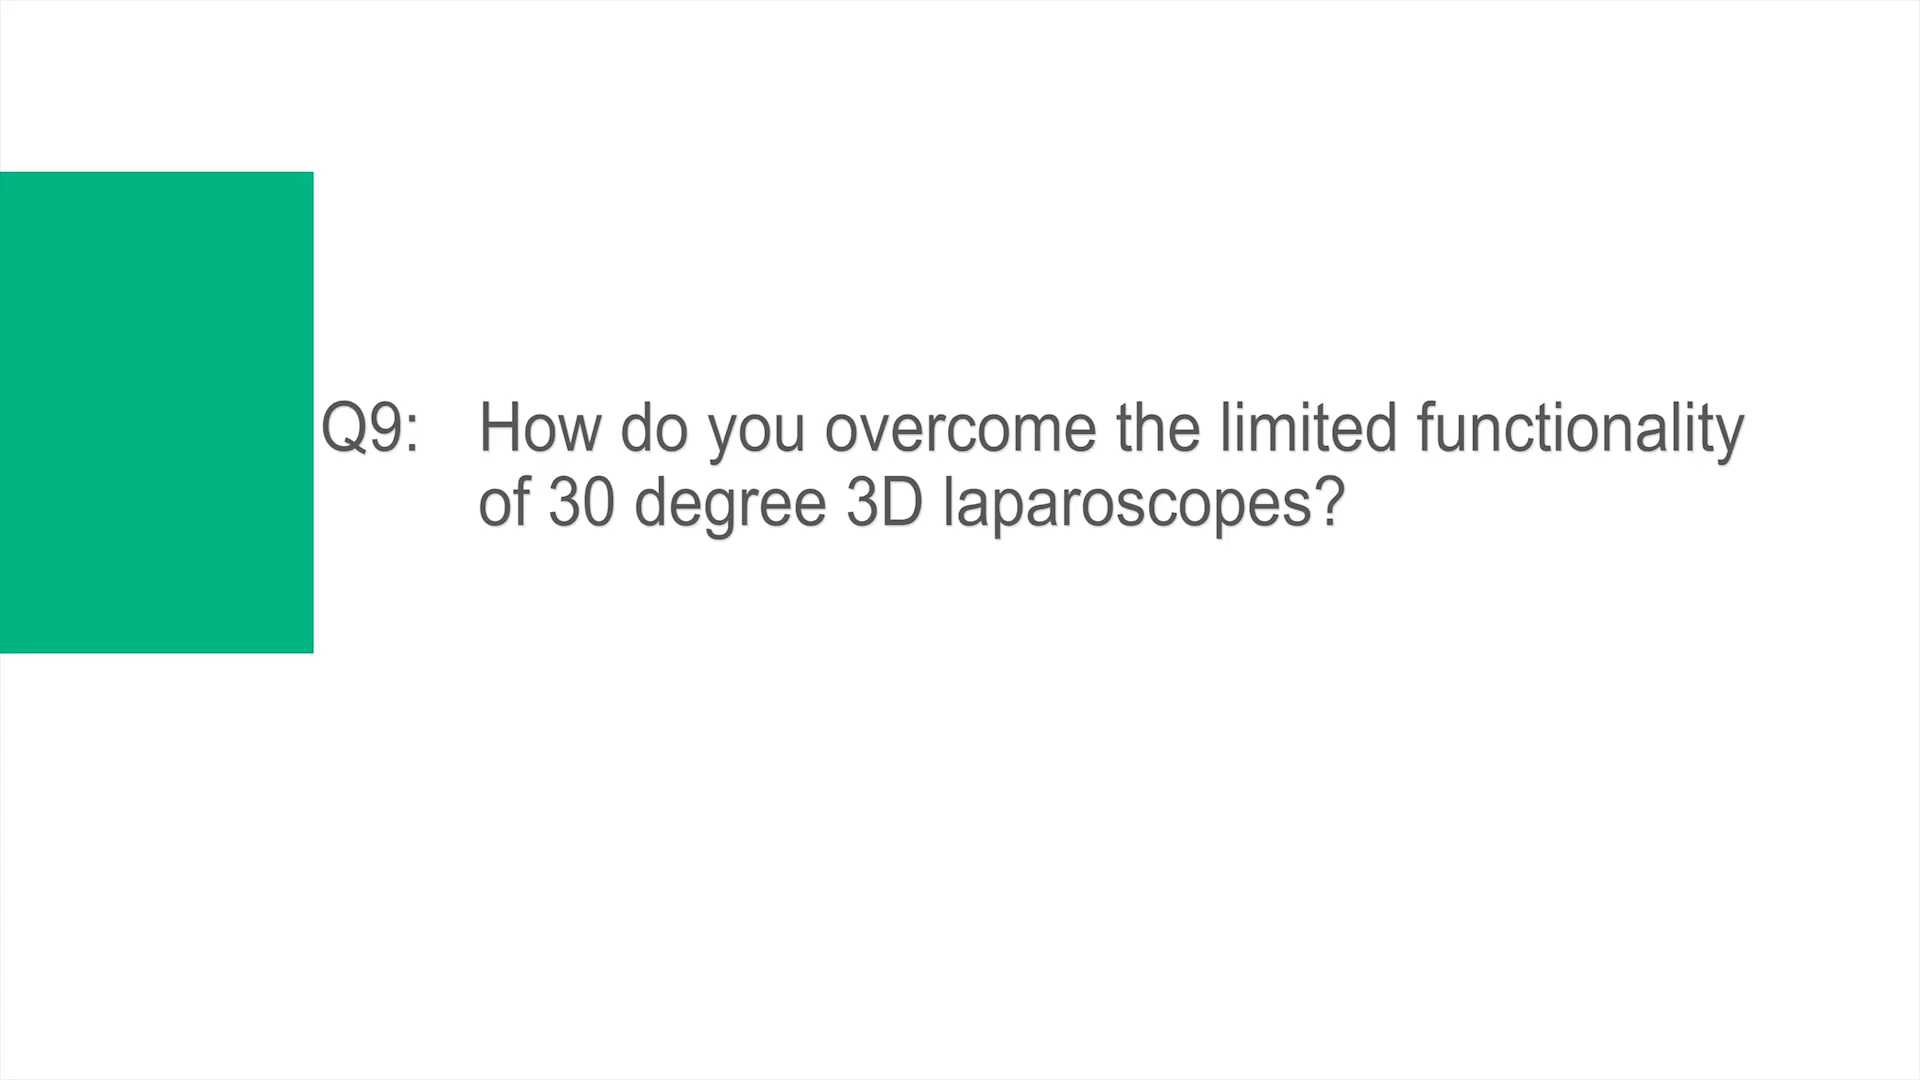 Q9: How do you overcome the limited functionality
of 30 degree 3D laparoscopes?